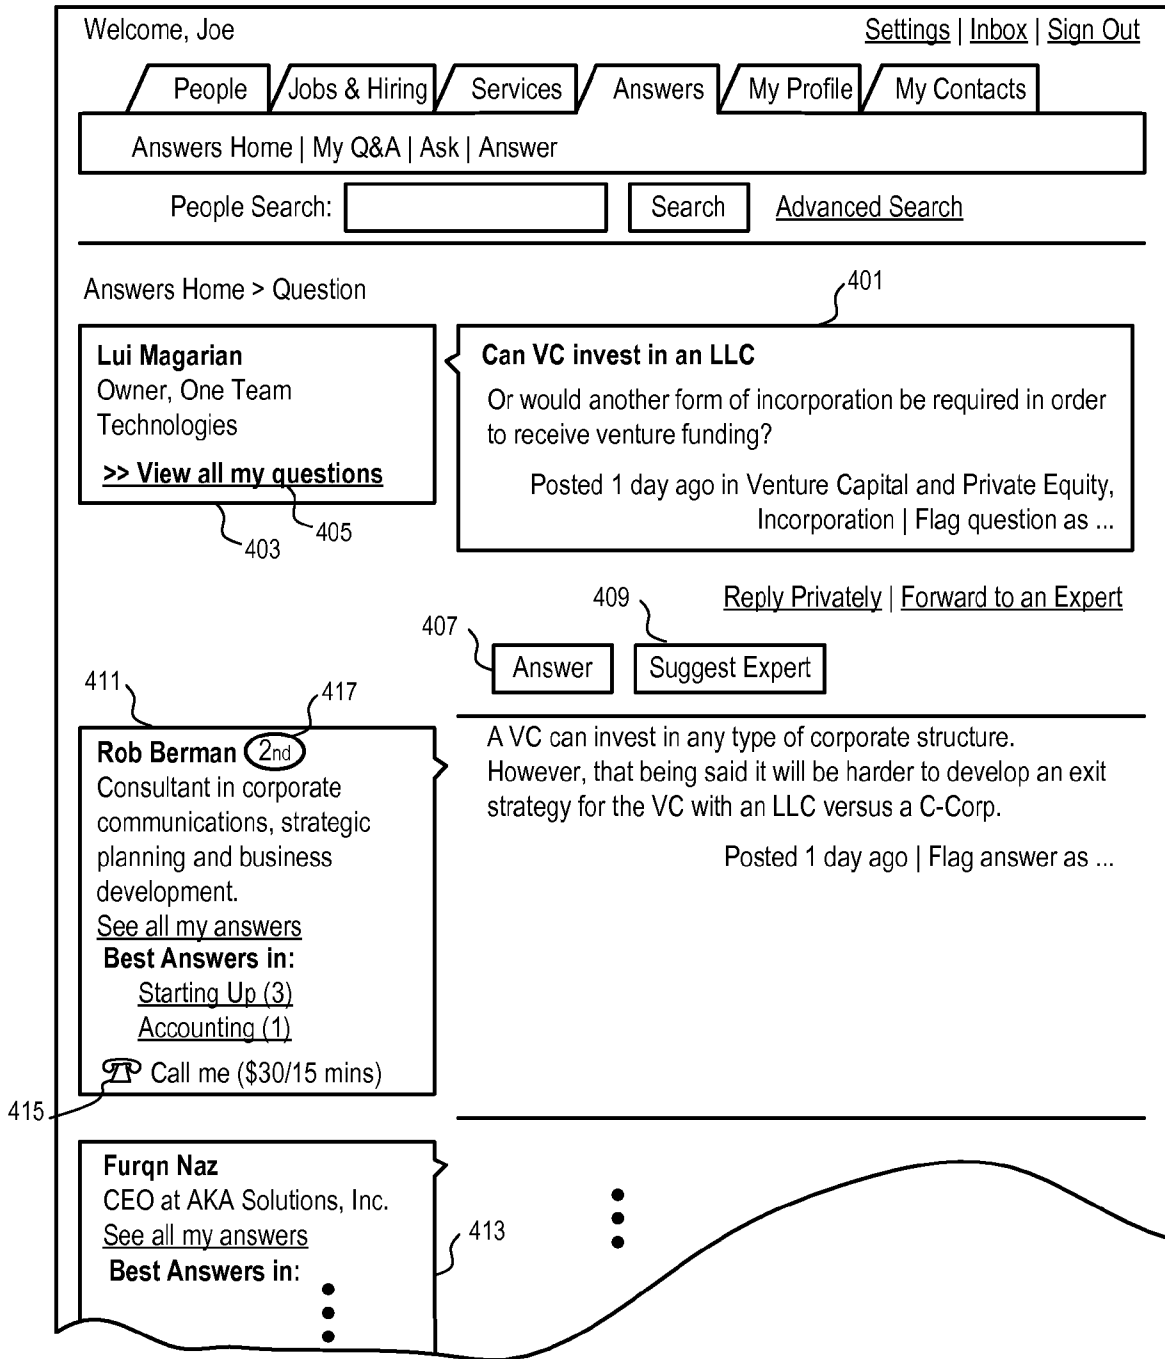 Welcome, Joe
Settings | Inbox | Sign Out
People
Jobs & Hiring
Services
Answers
My Profile
My Contacts
Answers Home | My Q&A | Ask | Answer
People Search:
Search
Advanced Search
Answers Home > Question
401
Lui Magarian
Owner, One Team
Technologies
>> View all my questions
403
405
Can VC invest in an LLC
Or would another form of incorporation be required in order
to receive venture funding?
Posted 1 day ago in Venture Capital and Private Equity,
Incorporation | Flag question as ...
Reply Privately | Forward to an Expert
407
409
Answer
Suggest Expert
411
417
Rob Berman 2nd
Consultant in corporate
communications, strategic
planning and business
development.
See all my answers
Best Answers in:
Starting Up (3)
Accounting (1)
Call me ($30/15 mins)
415
A VC can invest in any type of corporate structure.
However, that being said it will be harder to develop an exit
strategy for the VC with an LLC versus a C-Corp.
Posted 1 day ago | Flag answer as ...
Furqn Naz
CEO at AKA Solutions, Inc.
See all my answers
Best Answers in:
413